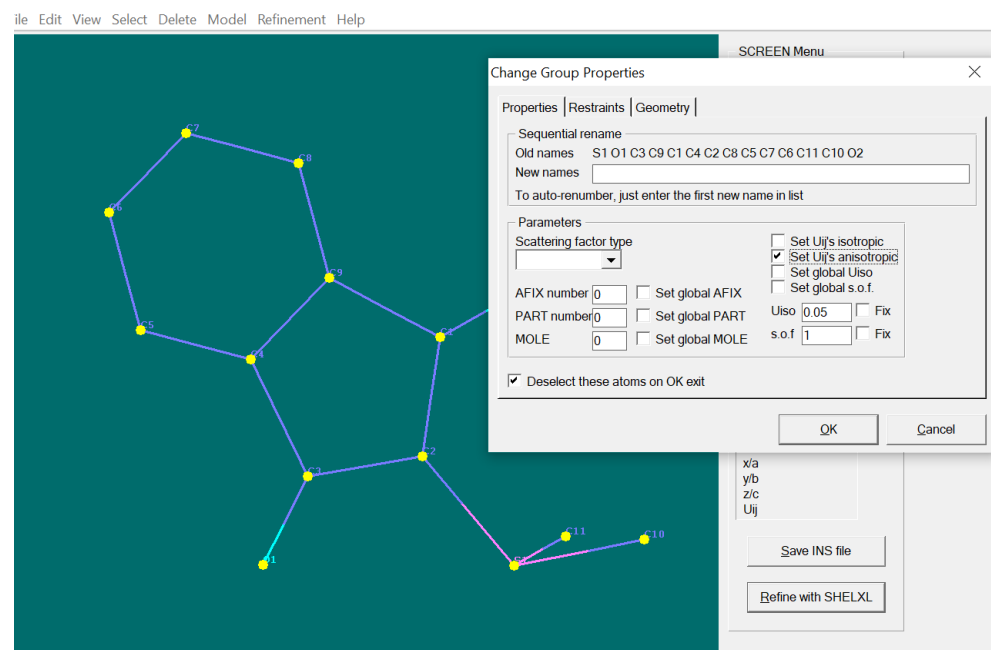 ile Edit View Select Delete Model Refinement Help
SCREEN Menu
Change Group Properties
Properties Restraints Geometry
Sequential rename
Old names S1 O1 C3 C9 C1 C4 C2 C8 C5 C7 C6 C11 C10 O2
New names
To auto-renumber, just enter the first new name in list
Parameters
Scattering factor type
Set Uij's isotropic
Set Uij's anisotropic
Set global Uiso
Set global s.o.f.
AFIX number 0 Set global AFIX
Uiso 0.05 Fix
PART number 0 Set global PART
s.o.f 1 Fix
MOLE 0 Set global MOLE
Deselect these atoms on OK exit
OK Cancel
C7
C8
C6
C9
C5
C1
C4
C2
C3
C11
C10
O1
S1
x/a
y/b
z/c
Uij
Save INS file
Refine with SHELXL